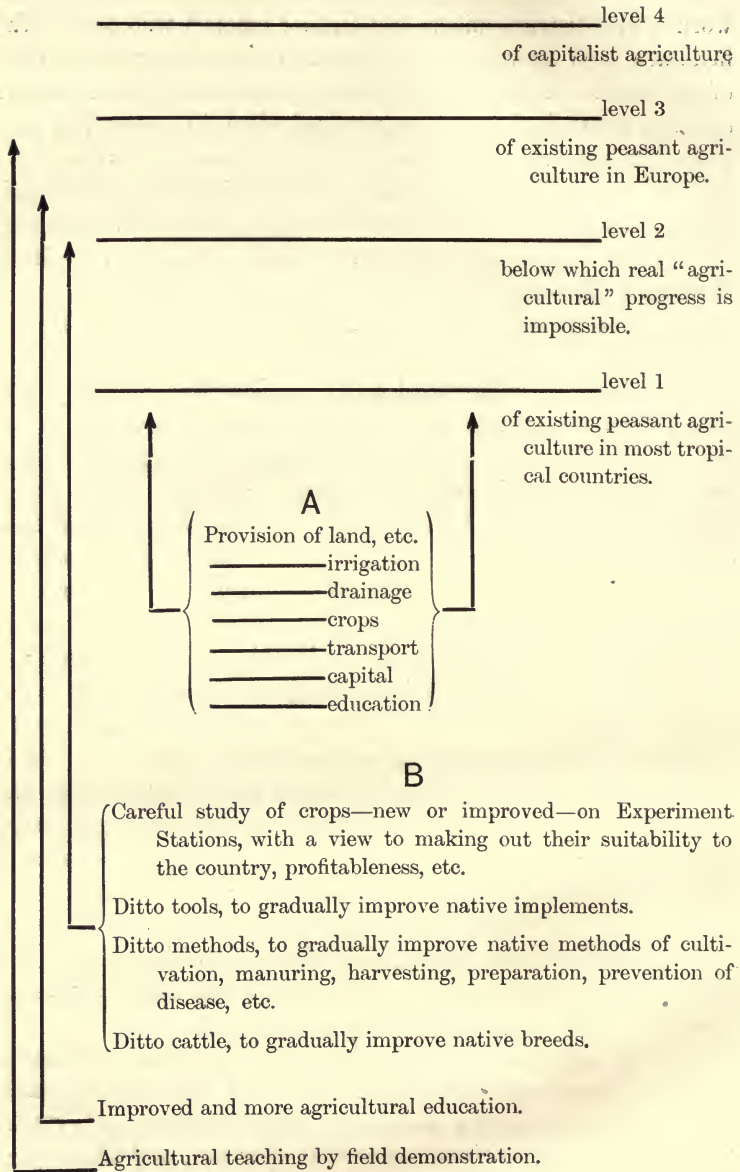 level 4
of capitalist agriculture
level 3
of existing peasant agri-
culture in Europe.
level 2
below which real "agri-
cultural" progress is
impossible.
level 1
of existing peasant agri-
culture in most tropi-
cal countries.
A
Provision of land, etc.
irrigation
drainage
crops
transport
capital
education
B
Careful study of crops—new or improved—on Experiment
Stations, with a view to making out their suitability to
the country, profitableness, etc.
Ditto tools, to gradually improve native implements.
Ditto methods, to gradually improve native methods of culti-
vation, manuring, harvesting, preparation, prevention of
disease, etc.
Ditto cattle, to gradually improve native breeds.
Improved and more agricultural education.
Agricultural teaching by field demonstration.